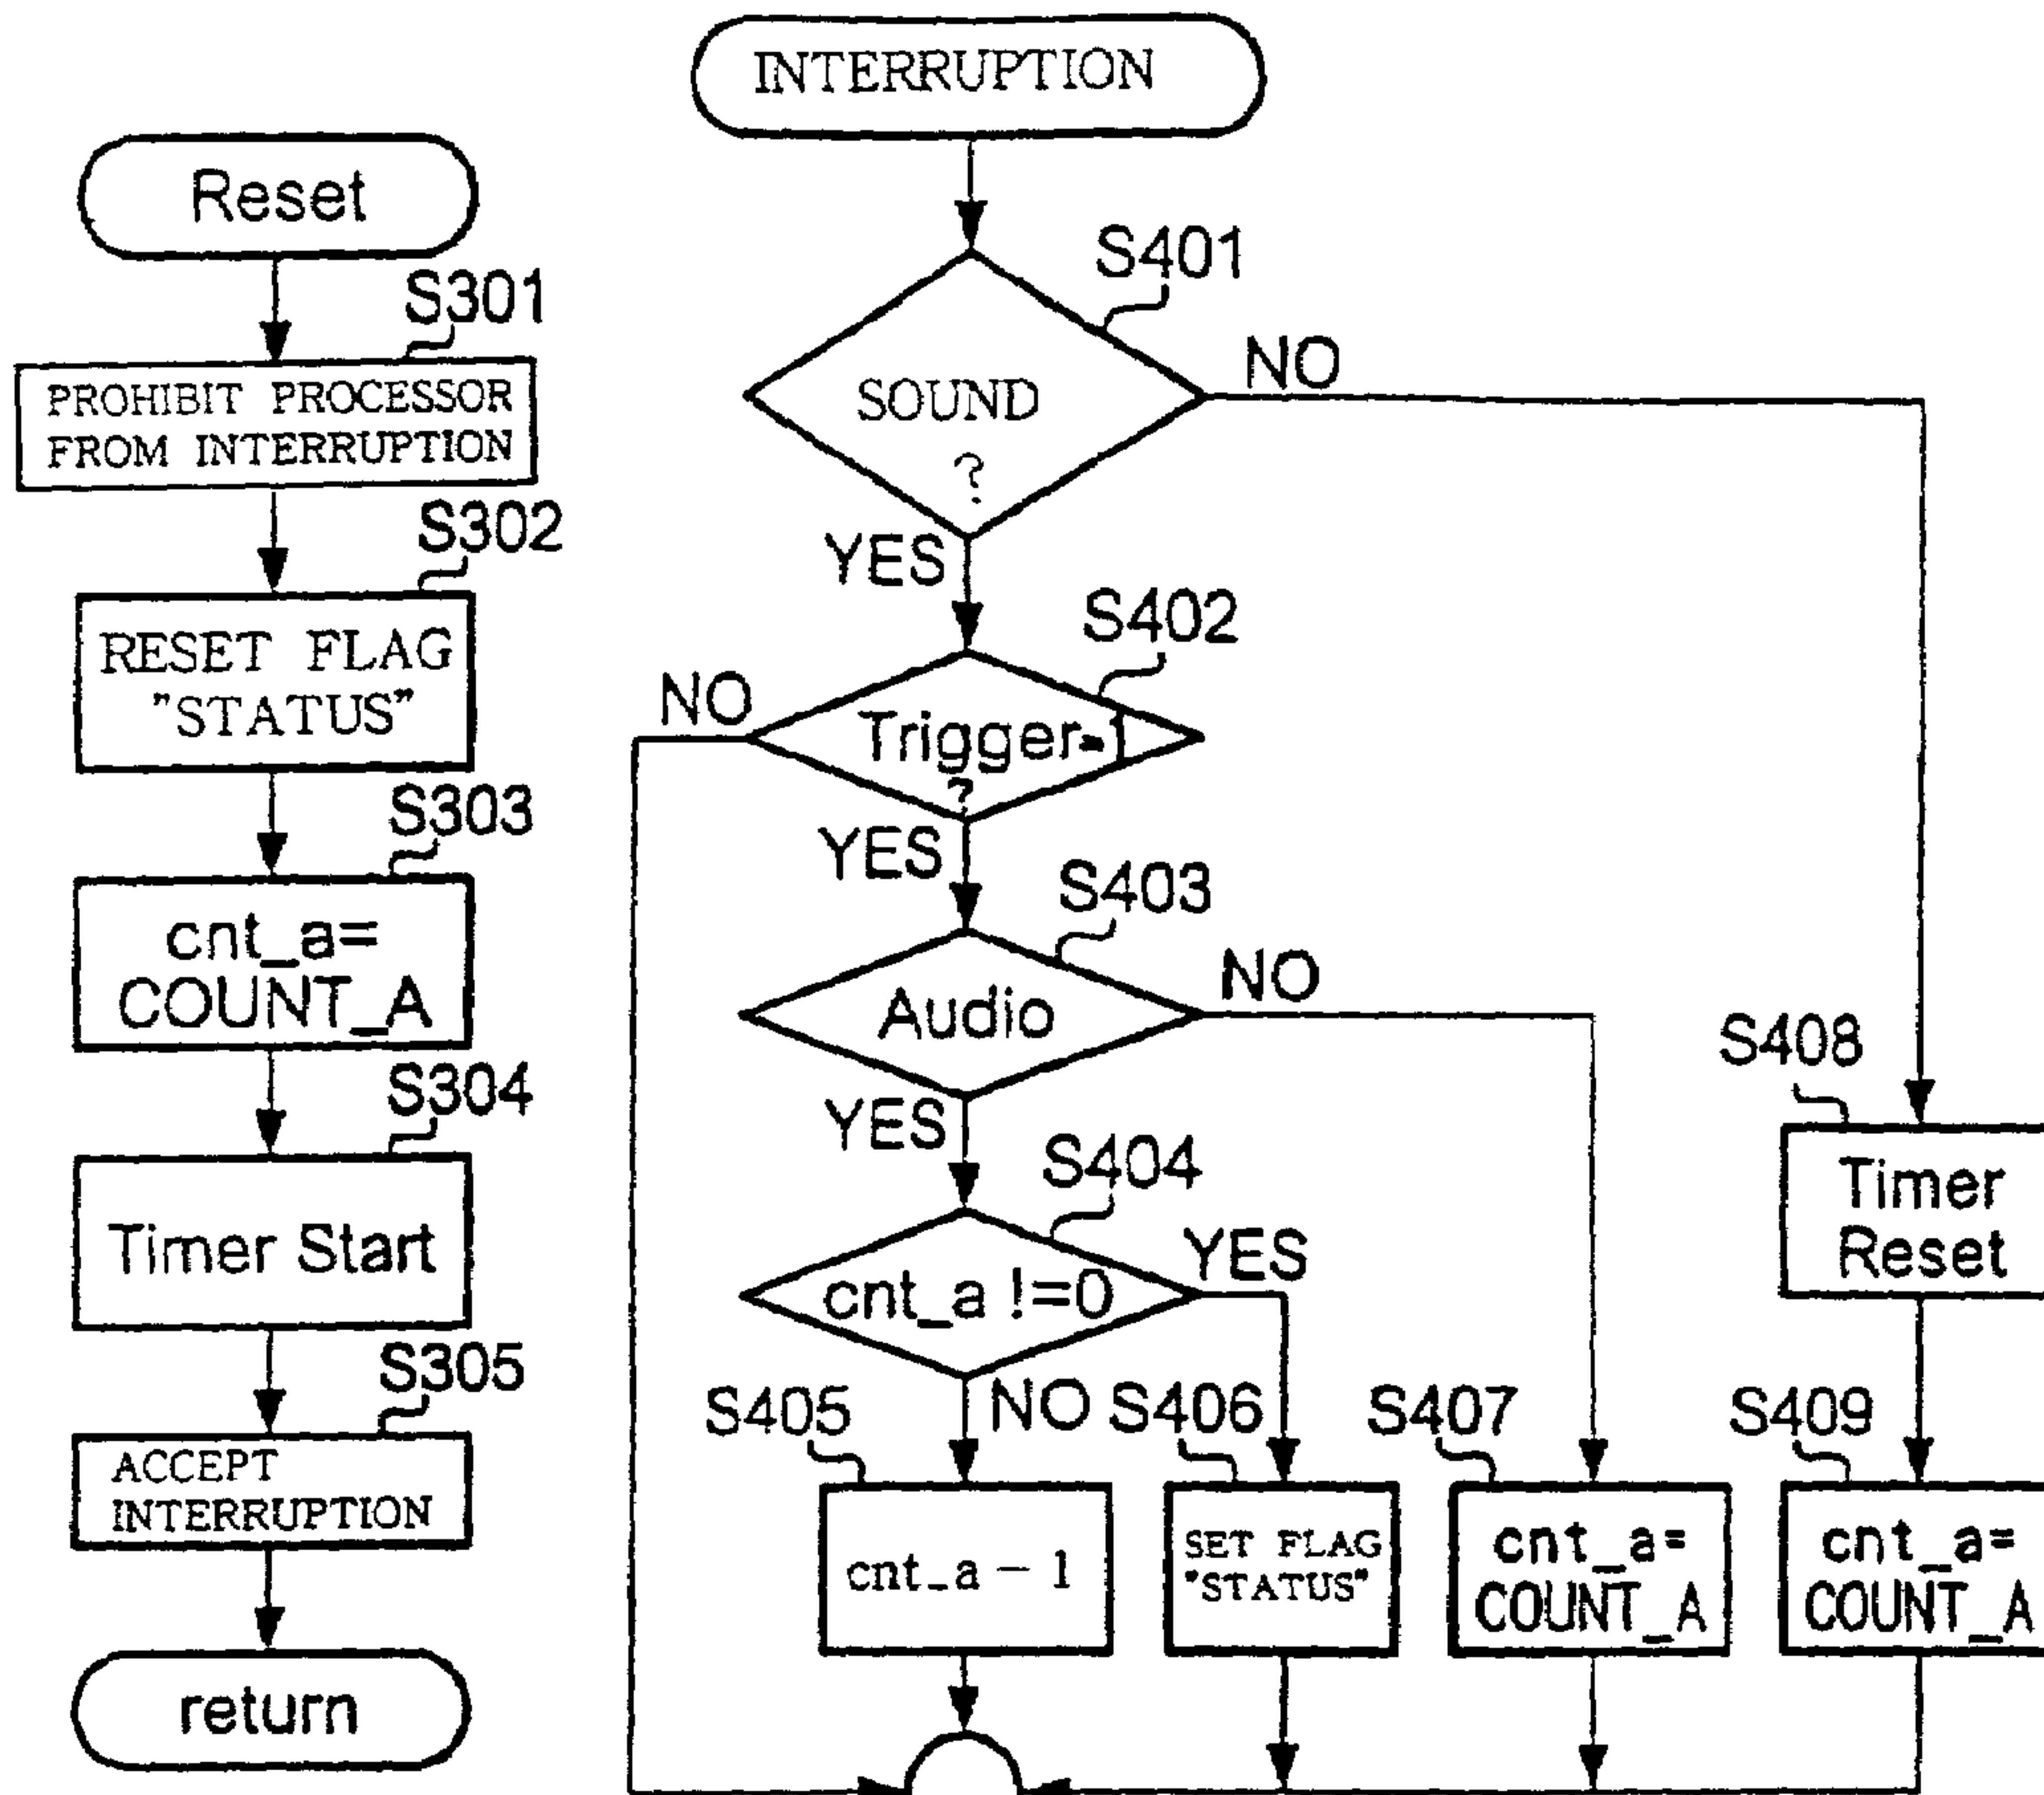 Reset
S301
PROHIBIT PROCESSOR
FROM INTERRUPTION
S302
RESET FLAG
"STATUS"
S303
cnt_a=
COUNT_A
S304
Timer Start
S305
ACCEPT
INTERRUPTION
return
INTERRUPTION
S401
SOUND
?
NO
YES
S402
NO
Trigger=1
?
YES
S403
Audio
NO
YES
S404
cnt_a !=0
YES
NO
S405
cnt_a - 1
S406
SET FLAG
"STATUS"
S407
cnt_a=
COUNT_A
S408
Timer
Reset
S409
cnt_a=
COUNT_A